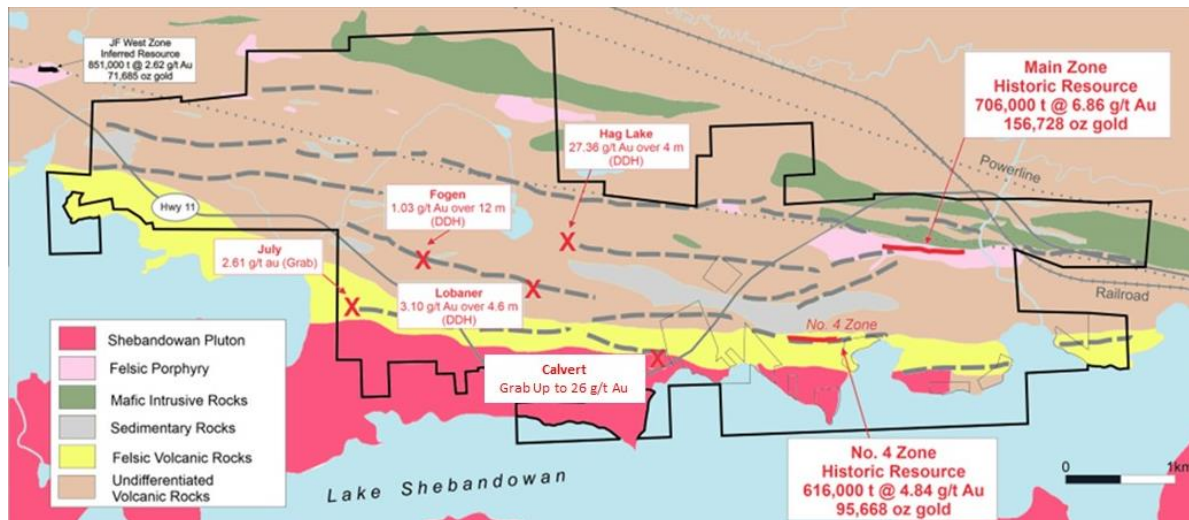 JF West Zone
Inferred Resource
851,000 t @ 2.62 g/t Au
71,685 oz gold
Main Zone
Historic Resource
706,000 t @ 6.86 g/t Au
156,728 oz gold
Hag Lake
27.36 g/t Au over 4 m
(DDH)
Powerline
Fogen
1.03 g/t Au over 12 m
(DDH)
Hwy 11
July
2.61 g/t au (Grab)
Lobaner
3.10 g/t Au over 4.6 m
(DDH)
Railroad
No. 4 Zone
Calvert
Grab Up to 26 g/t Au
Shebandowan Pluton
Felsic Porphyry
Mafic Intrusive Rocks
Sedimentary Rocks
Felsic Volcanic Rocks
Undifferentiated
Volcanic Rocks
Lake Shebandowan
No. 4 Zone
Historic Resource
616,000 t @ 4.84 g/t Au
95,668 oz gold
0 1km